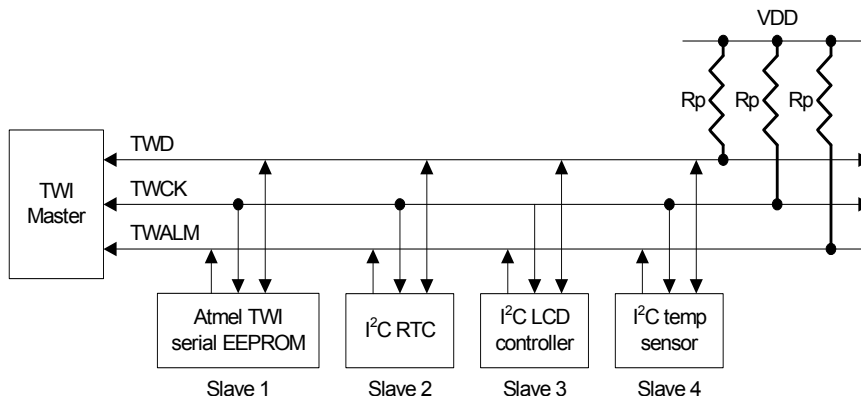 VDD
Rp Rp Rp
TWD
TWI
Master
TWCK
TWALM
Atmel TWI
serial EEPROM
I²C RTC
I²C LCD
controller
I²C temp
sensor
Slave 1 Slave 2 Slave 3 Slave 4